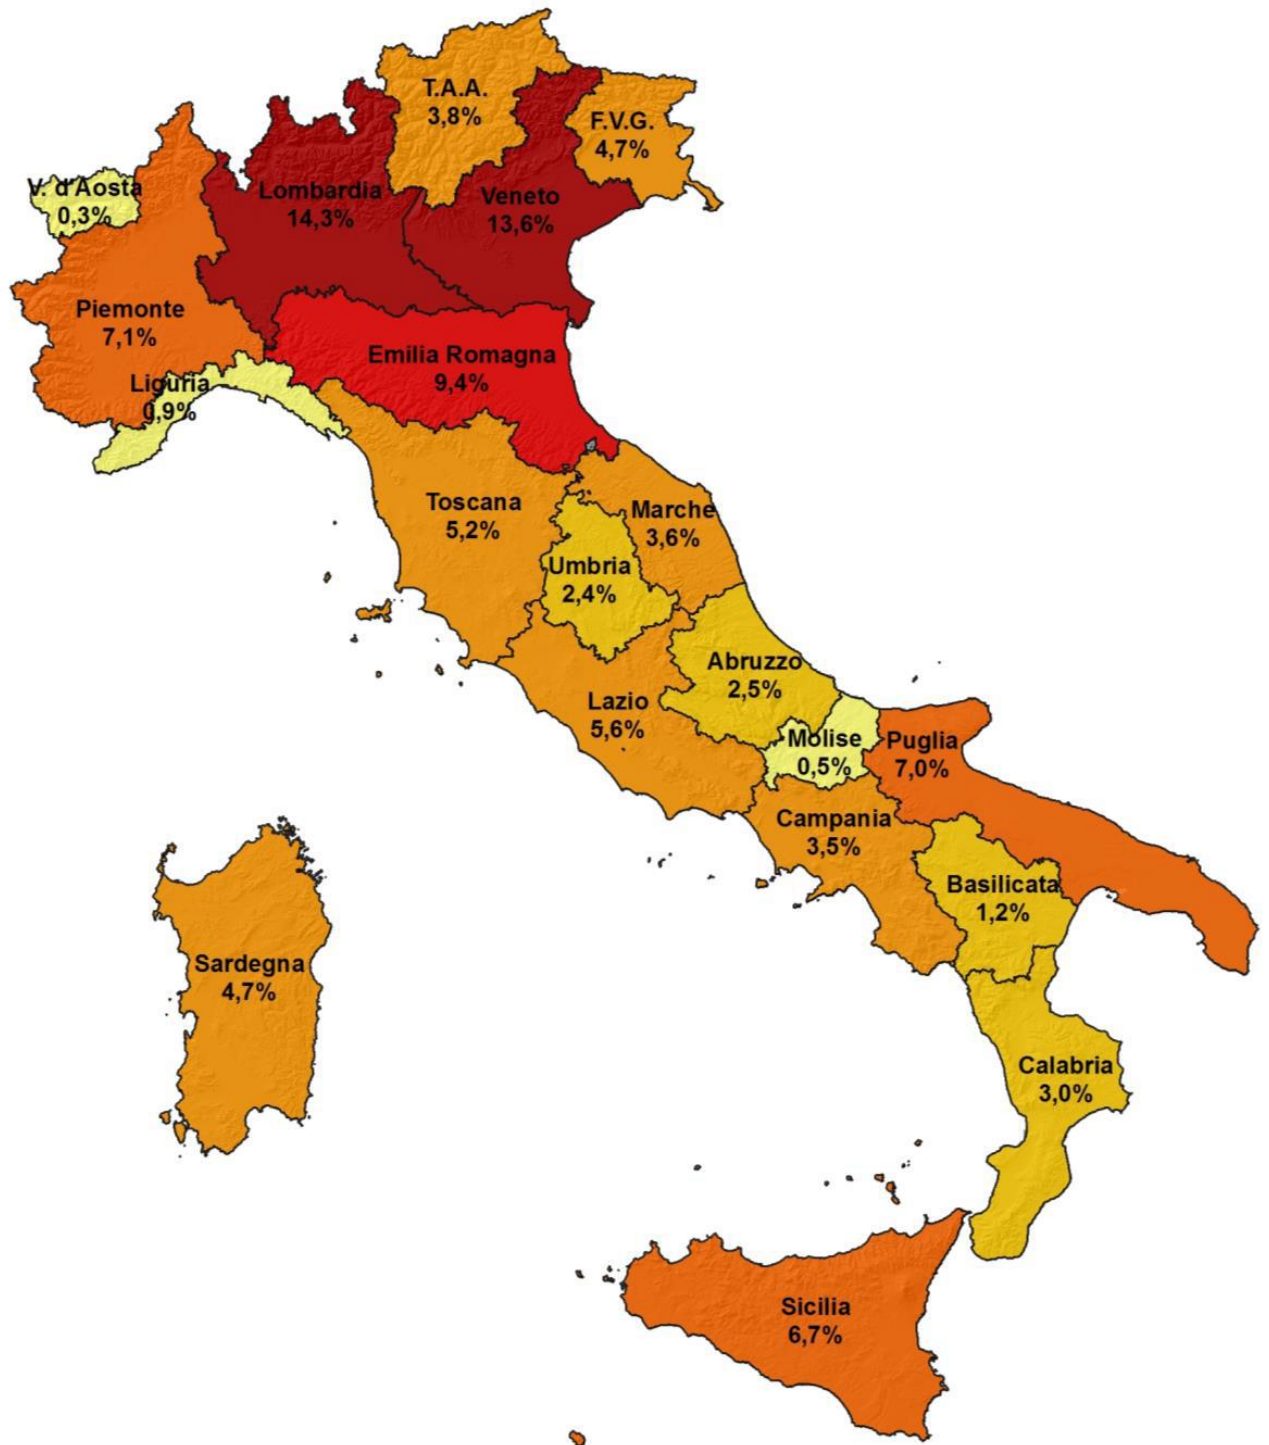 T.A.A.
3,8%
F.V.G.
4,7%
V. d'Aosta
0,3%
Lombardia
14,3%
Veneto
13,6%
Piemonte
7,1%
Emilia Romagna
9,4%
Liguria
0,9%
Toscana
5,2%
Marche
3,6%
Umbria
2,4%
Abruzzo
2,5%
Lazio
5,6%
Molise
0,5%
Puglia
7,0%
Campania
3,5%
Basilicata
1,2%
Sardegna
4,7%
Calabria
3,0%
Sicilia
6,7%